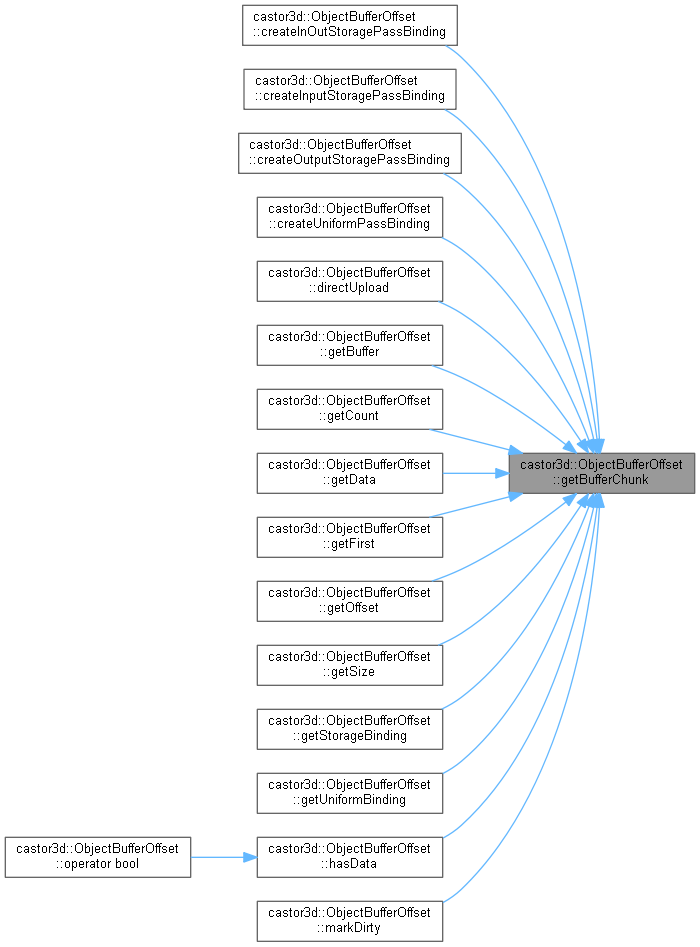 castor3d::ObjectBufferOffset
::createInOutStoragePassBinding
castor3d::ObjectBufferOffset
::createInputStoragePassBinding
castor3d::ObjectBufferOffset
::createOutputStoragePassBinding
castor3d::ObjectBufferOffset
::createUniformPassBinding
castor3d::ObjectBufferOffset
::directUpload
castor3d::ObjectBufferOffset
::getBuffer
castor3d::ObjectBufferOffset
::getCount
castor3d::ObjectBufferOffset
::getData
castor3d::ObjectBufferOffset
::getBufferChunk
castor3d::ObjectBufferOffset
::getFirst
castor3d::ObjectBufferOffset
::getOffset
castor3d::ObjectBufferOffset
::getSize
castor3d::ObjectBufferOffset
::getStorageBinding
castor3d::ObjectBufferOffset
::getUniformBinding
castor3d::ObjectBufferOffset
::operator bool
castor3d::ObjectBufferOffset
::hasData
castor3d::ObjectBufferOffset
::markDirty